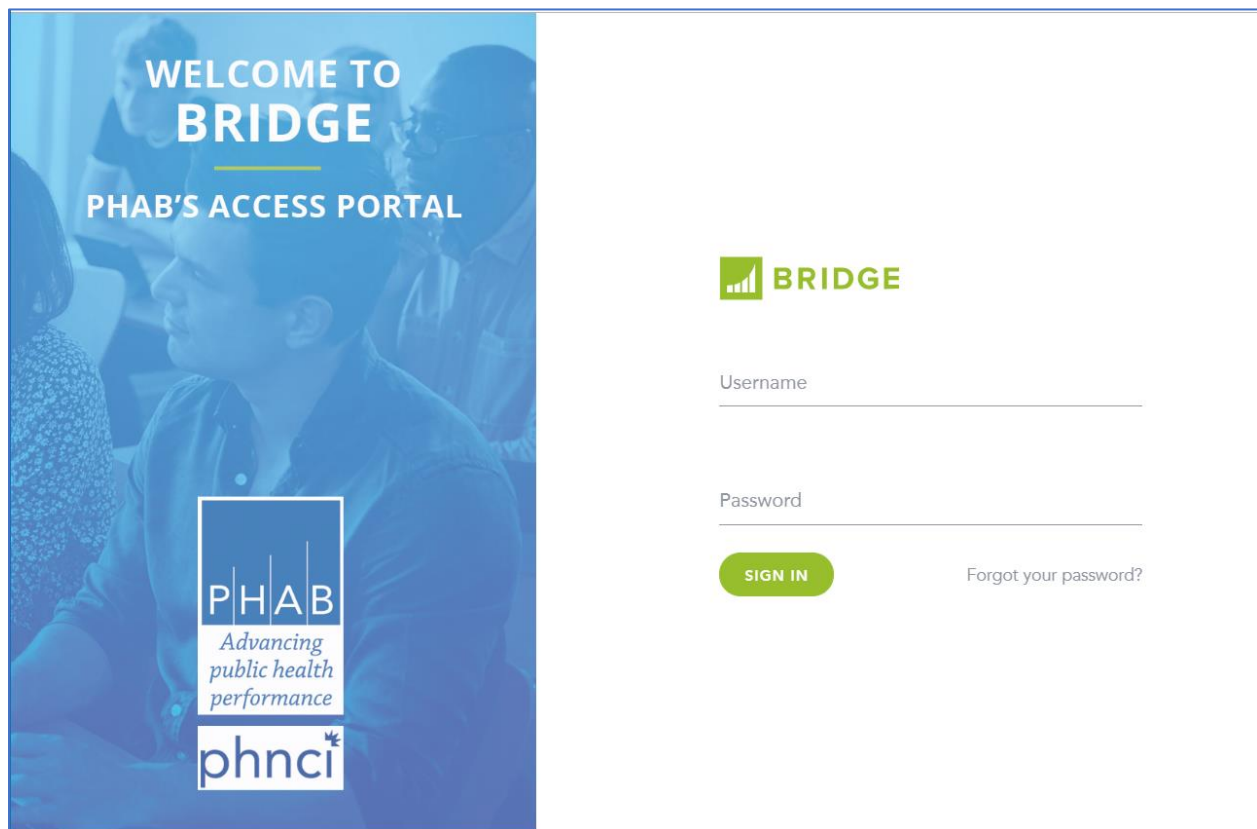 WELCOME TO
BRIDGE
PHAB'S ACCESS PORTAL
PHAB
Advancing
public health
performance
phnci
BRIDGE
Username
Password
SIGN IN
Forgot your password?